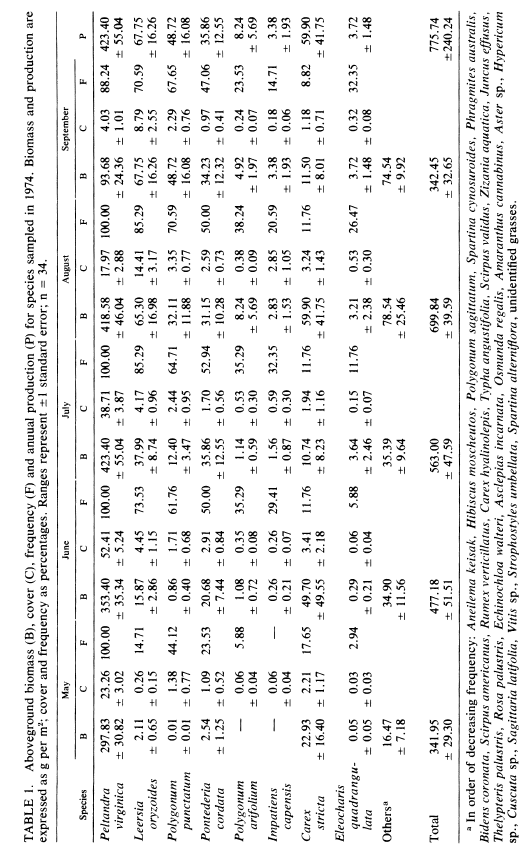 TABLE 1. Aboveground biomass (B), cover (C), frequency (F) and anuual production (P) for species sampled in 1974. Biomass and production are
expressed as g per m²; cover and frequency as percentages. Ranges represent ±1 standard error; n = 34.
May June July August September
Species B C F B C F B C F B C F B C F P
Peltandra 297.83 23.26 100.00 353.40 52.41 100.00 423.40 38.71 100.00 418.58 17.97 100.00 93.68 4.03 88.24 423.40
virginica ± 30.82 ± 3.02 ± 35.34 ± 5.24 ± 55.04 ± 3.87 ± 46.04 ± 2.88 ± 24.36 ± 1.01 ± 55.04
Leersia 2.11 0.26 14.71 15.87 4.45 73.53 37.99 4.17 85.29 65.30 14.41 85.29 67.75 8.79 70.59 67.75
oryzoides ± 0.65 ± 0.15 ± 2.86 ± 1.15 ± 8.74 ± 0.96 ± 16.98 ± 3.17 ± 16.26 ± 2.55 ± 16.26
Polygonum 0.01 1.38 44.12 0.86 1.71 61.76 12.40 2.44 64.71 32.11 3.35 70.59 48.72 2.29 67.65 48.72
punctatum ± 0.01 ± 0.77 ± 0.40 ± 0.68 ± 3.47 ± 0.95 ± 11.88 ± 0.77 ± 16.08 ± 0.76 ± 16.08
Pontederia 2.54 1.09 23.53 20.68 2.91 50.00 35.86 1.70 52.94 31.15 2.59 50.00 34.23 0.97 47.06 35.86
cordata ± 1.25 ± 0.52 ± 7.44 ± 0.84 ± 12.55 ± 0.56 ± 10.28 ± 0.73 ± 12.32 ± 0.41 ± 12.55
Polygonum — 0.06 5.88 1.08 0.35 35.29 1.14 0.53 35.29 8.24 0.38 38.24 4.92 0.24 23.53 8.24
arifolium ± 0.04 ± 0.72 ± 0.08 ± 0.59 ± 0.30 ± 5.69 ± 0.09 ± 1.97 ± 0.07 ± 5.69
Impatiens — 0.06 — 0.26 0.26 29.41 1.56 0.59 32.35 2.83 2.85 20.59 3.38 0.18 14.71 3.38
capensis ± 0.04 ± 0.21 ± 0.07 ± 0.87 ± 0.30 ± 1.53 ± 1.05 ± 1.93 ± 0.06 ± 1.93
Carex 22.93 2.21 17.65 49.70 3.41 11.76 10.74 1.94 11.76 59.90 3.24 11.76 11.50 1.18 8.82 59.90
stricta ± 16.40 ± 1.17 ± 49.55 ± 2.18 ± 8.23 ± 1.16 ± 41.75 ± 1.43 ± 8.01 ± 0.71 ± 41.75
Eleocharis
quadrangu- 0.05 0.03 2.94 0.29 0.06 5.88 3.64 0.15 11.76 3.21 0.53 26.47 3.72 0.32 32.35 3.72
lata ± 0.05 ± 0.03 ± 0.21 ± 0.04 ± 2.46 ± 0.07 ± 2.38 ± 0.30 ± 1.48 ± 0.08 ± 1.48
Othersᵃ 16.47 34.90 35.39 78.54 74.54
± 7.18 ± 11.56 ± 9.64 ± 25.46 ± 9.92
Total 341.95 477.18 563.00 699.84 342.45 775.74
± 29.30 ± 51.51 ± 47.59 ± 39.59 ± 32.65 ±240.24
ᵃ In order of decreasing frequency: Aneilema keisak, Hibiscus moscheutos, Polygonum sagittatum, Spartina cynosuroides, Phragmites australis,
Bidens coronata, Scirpus americanus, Rumex verticillatus, Carex hyalinolepis, Typha angustifolia, Scirpus validus, Zizania aquatica, Juncus effusus,
Thelypteris palustris, Rosa palustris, Echinochloa walteri, Asclepias incarnata, Osmunda regalis, Amaranthus cannabinus, Aster sp., Hypericum
sp., Cuscuta sp., Sagittaria latifolia, Vitis sp., Strophostyles umbellata, Spartina alterniflora, unidentified grasses.